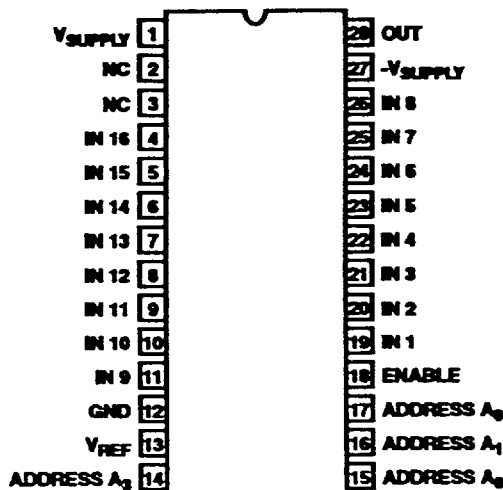 VSUPPLY 1 28 OUT
NC 2 27 -VSUPPLY
NC 3 26 IN 8
IN 16 4 25 IN 7
IN 15 5 24 IN 6
IN 14 6 23 IN 5
IN 13 7 22 IN 4
IN 12 8 21 IN 3
IN 11 9 20 IN 2
IN 10 10 19 IN 1
IN 9 11 18 ENABLE
GND 12 17 ADDRESS A0
VREF 13 16 ADDRESS A1
ADDRESS A3 14 15 ADDRESS A2